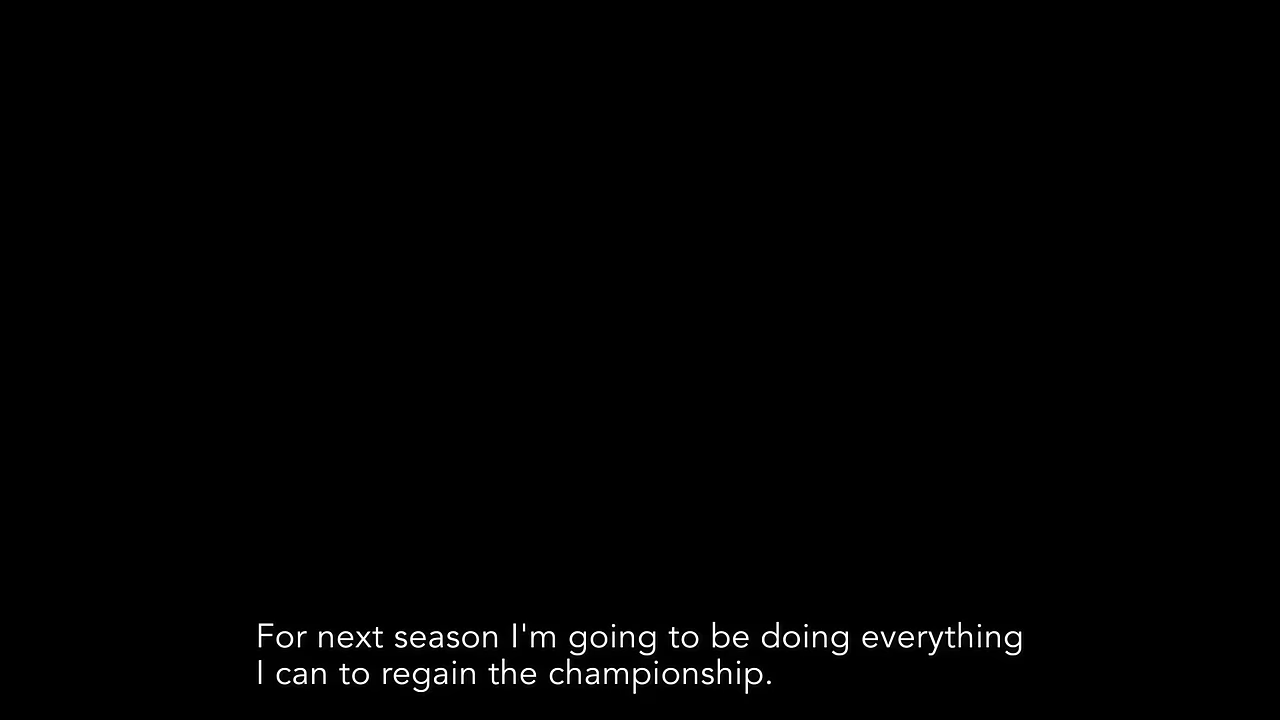 For next season I'm going to be doing everything
I can to regain the championship.